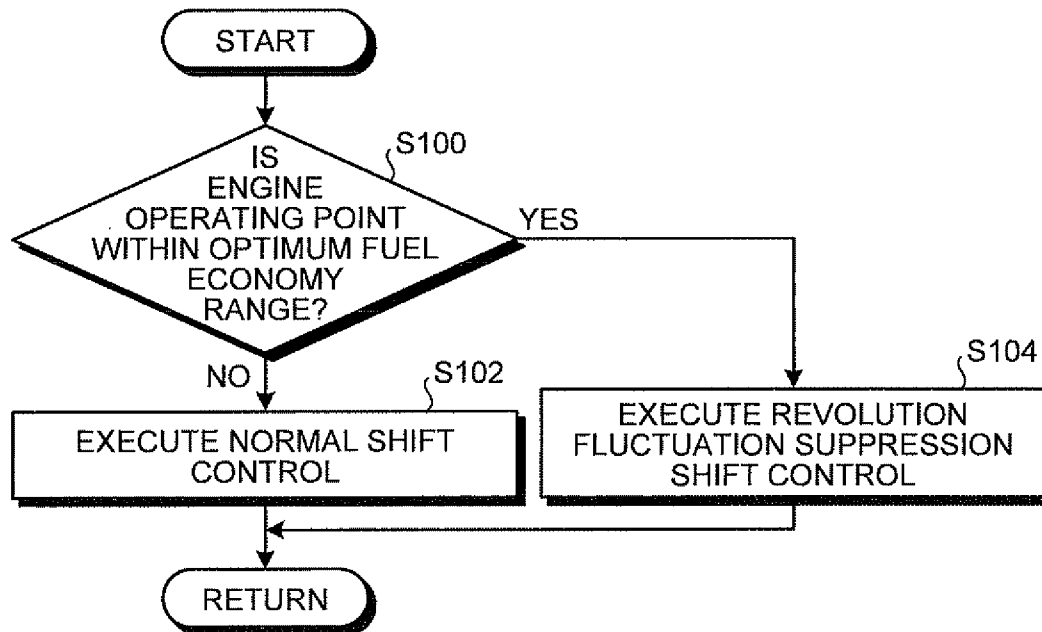 START
S100
IS
ENGINE
OPERATING POINT
WITHIN OPTIMUM FUEL
ECONOMY
RANGE?
YES
NO
S102
EXECUTE NORMAL SHIFT
CONTROL
S104
EXECUTE REVOLUTION
FLUCTUATION SUPPRESSION
SHIFT CONTROL
RETURN